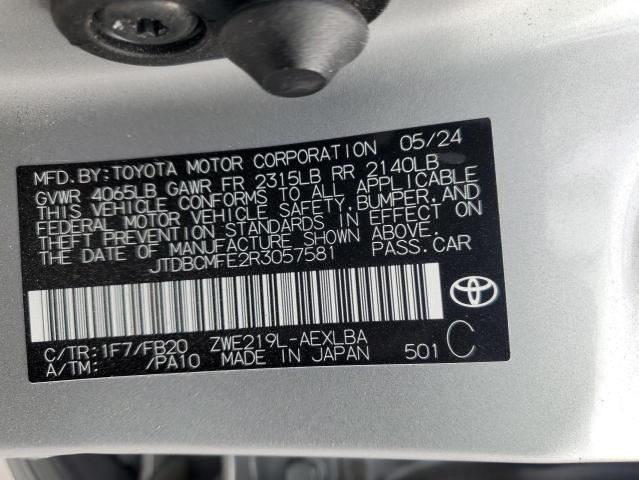 MFD.BY:TOYOTA MOTOR CORPORATION 05/24
GVWR 4065LB GAWR FR 2315LB RR 2140LB
THIS VEHICLE CONFORMS TO ALL APPLICABLE
FEDERAL MOTOR VEHICLE SAFETY,BUMPER,AND
THEFT PREVENTION STANDARDS IN EFFECT ON
THE DATE OF MANUFACTURE SHOWN ABOVE.
JTDBCMFE2R3057581 PASS.CAR
C/TR:1F7/FB20 ZWE219L-AEXLBA
A/TM: /PA10 MADE IN JAPAN 501 C